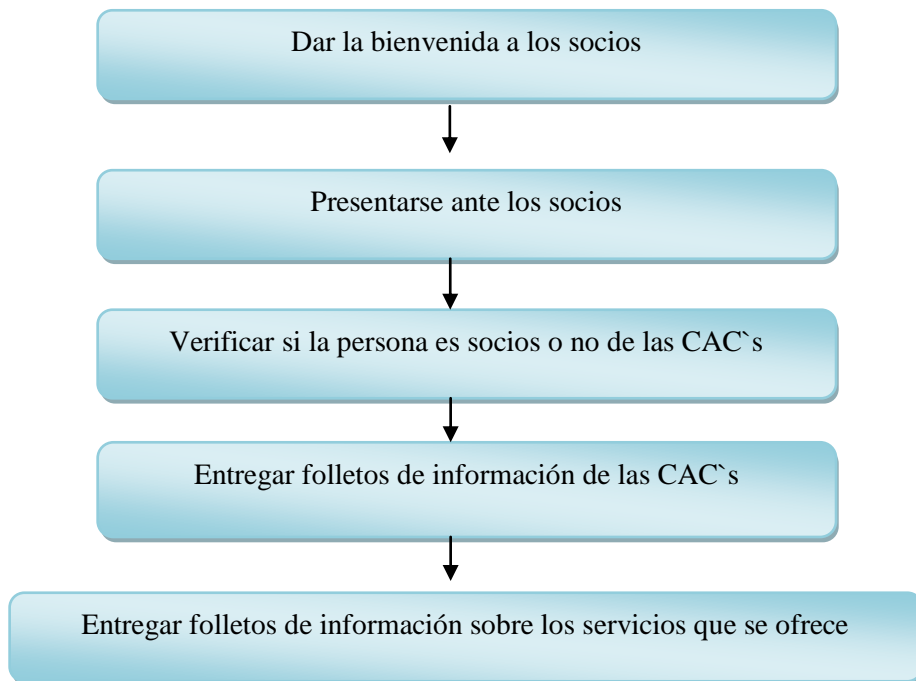 Dar la bienvenida a los socios
Presentarse ante los socios
Verificar si la persona es socios o no de las CAC`s
Entregar folletos de información de las CAC`s
Entregar folletos de información sobre los servicios que se ofrece